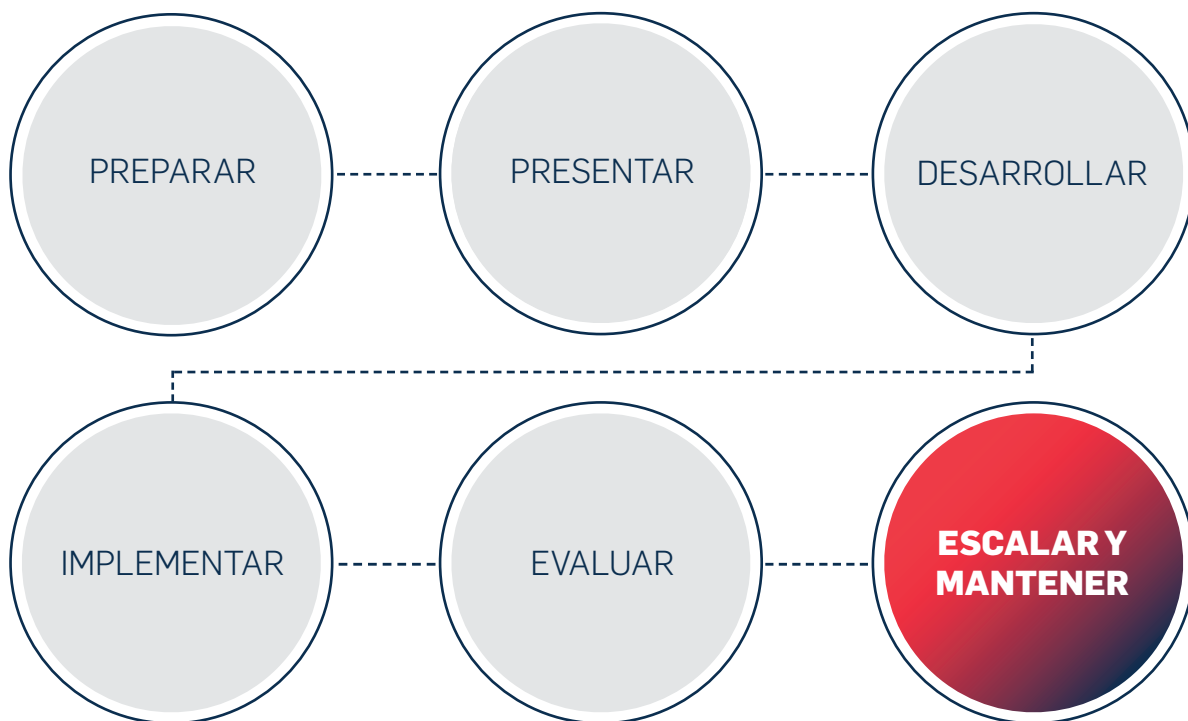 PREPARAR
PRESENTAR
DESARROLLAR
IMPLEMENTAR
EVALUAR
ESCALAR Y
MANTENER